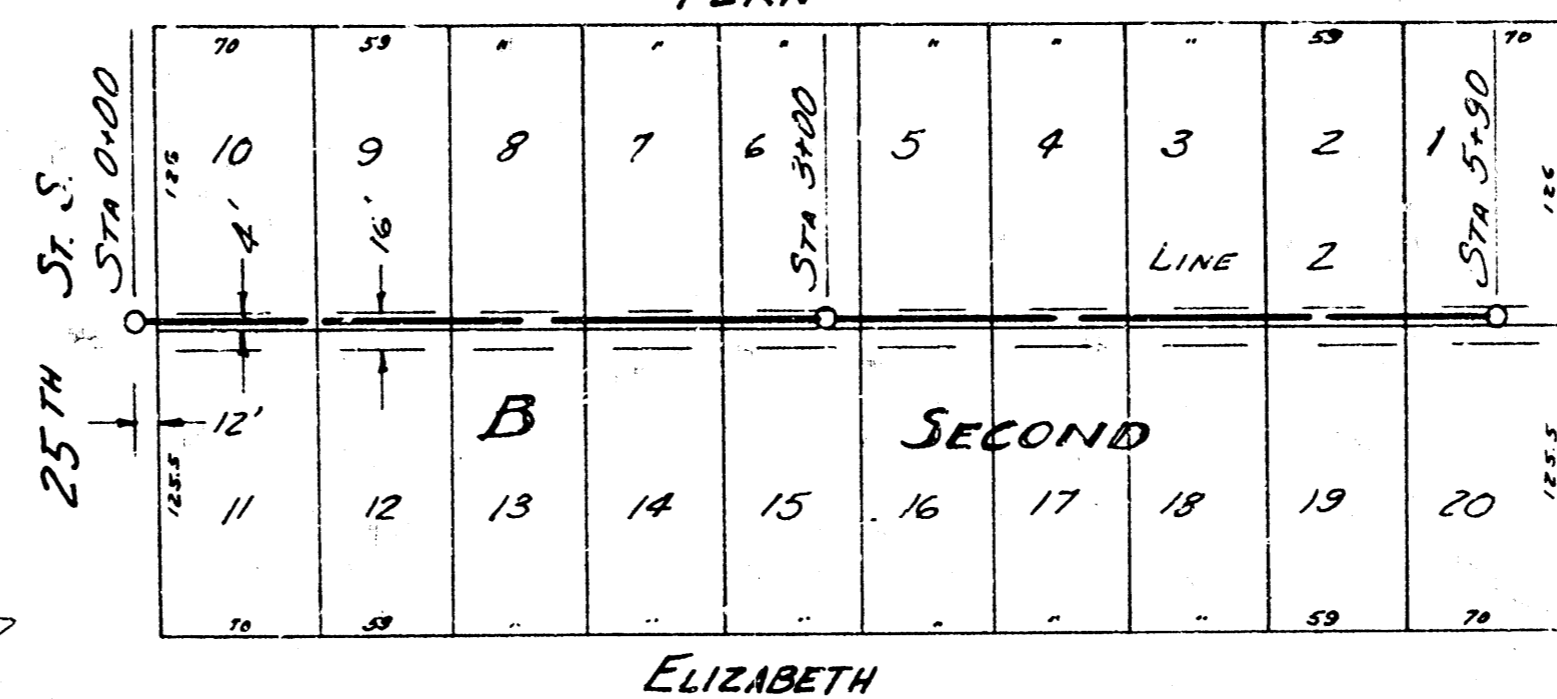 70 59 " " " " " " 59 70
10 9 8 7 6 5 4 3 2 1
126
126
25TH ST. S.
STA 0+00
STA 3+00
STA 5+90
4'
16'
LINE 2
12'
B SECOND
125.5
125.5
11 12 13 14 15 16 17 18 19 20
70 59 " " " " " " 59 70
ELIZABETH